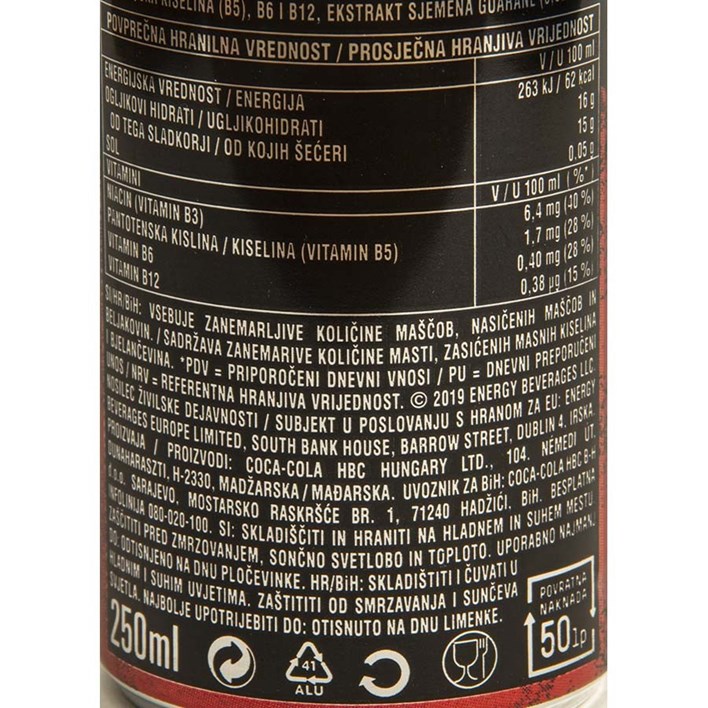 KISELINA (B5), B6 I B12, EKSTRAKT SJEMENA GUARANE
POVPREČNA HRANILNA VREDNOST / PROSJEČNA HRANJIVA VRIJEDNOST
V / U 100 ml
ENERGIJSKA VREDNOST / ENERGIJA 263 kJ / 62 kcal
OGLJIKOVI HIDRATI / UGLJIKOHIDRATI 16 g
OD TEGA SLADKORJI / OD KOJIH ŠEĆERI 15 g
SOL 0.05 g
VITAMINI V / U 100 ml (%*)
NIACIN (VITAMIN B3) 6,4 mg (40 %)
PANTOTENSKA KISLINA / KISELINA (VITAMIN B5) 1,7 mg (28 %)
VITAMIN B6 0,40 mg (28 %)
VITAMIN B12 0,38 µg (15 %)
SI/HR/BiH: VSEBUJE ZANEMARLJIVE KOLIČINE MAŠČOB, NASIČENIH MAŠČOB IN
BELJAKOVIN. / SADRŽAVA ZANEMARIVE KOLIČINE MASTI, ZASIĆENIH MASNIH KISELINA
I BJELANČEVINA. *PDV = PRIPOROČENI DNEVNI VNOSI / PU = DNEVNI PREPORUČENI
UNOS / NRV = REFERENTNA HRANJIVA VRIJEDNOST. © 2019 ENERGY BEVERAGES LLC.
NOSILEC ŽIVILSKE DEJAVNOSTI / SUBJEKT U POSLOVANJU S HRANOM ZA EU: ENERGY
BEVERAGES EUROPE LIMITED, SOUTH BANK HOUSE, BARROW STREET, DUBLIN 4, IRSKA.
PROIZVAJA / PROIZVODI: COCA-COLA HBC HUNGARY LTD., 104. NÉMEDI ÚT,
DUNAHARASZTI, H-2330, MADŽARSKA / MAĐARSKA. UVOZNIK ZA BiH: COCA-COLA HBC B-H
d.o.o. SARAJEVO, MOSTARSKO RASKRŠĆE BR. 1, 71240 HADŽIĆI, BiH. BESPLATNA
INFOLINIJA 080-020-100. SI: SKLADIŠČITI IN HRANITI NA HLADNEM IN SUHEM MESTU.
ZAŠČITITI PRED ZMRZOVANJEM, SONČNO SVETLOBO IN TOPLOTO. UPORABNO NAJMANJ
DO: ODTISNJENO NA DNU PLOČEVINKE. HR/BiH: SKLADIŠTITI I ČUVATI U
HLADNIM I SUHIM UVJETIMA. ZAŠTITITI OD SMRZAVANJA I SUNČEVA
SVJETLA. NAJBOLJE UPOTRIJEBITI DO: OTISNUTO NA DNU LIMENKE.
250ml
41
ALU
POVRATNA
NAKNADA
50 lp